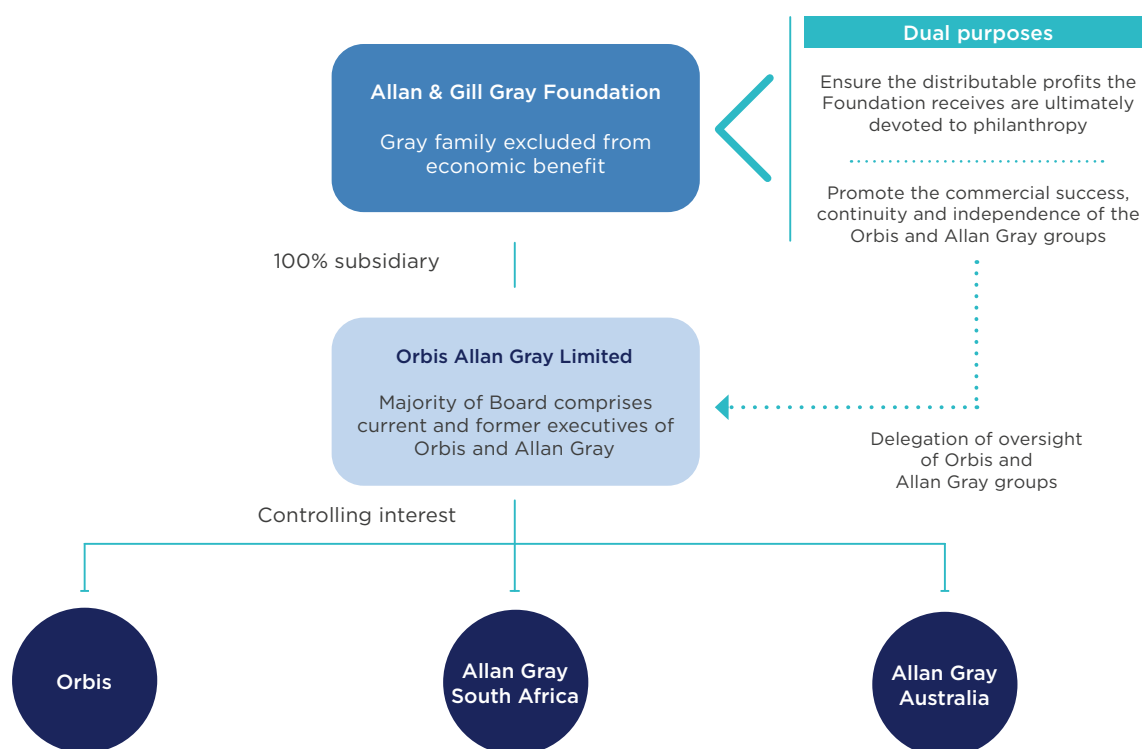 Dual purposes
Allan & Gill Gray Foundation
Gray family excluded from
economic benefit
Ensure the distributable profits the
Foundation receives are ultimately
devoted to philanthropy
Promote the commercial success,
continuity and independence of the
Orbis and Allan Gray groups
100% subsidiary
Orbis Allan Gray Limited
Majority of Board comprises
current and former executives of
Orbis and Allan Gray
Delegation of oversight
of Orbis and
Allan Gray groups
Controlling interest
Orbis
Allan Gray
South Africa
Allan Gray
Australia